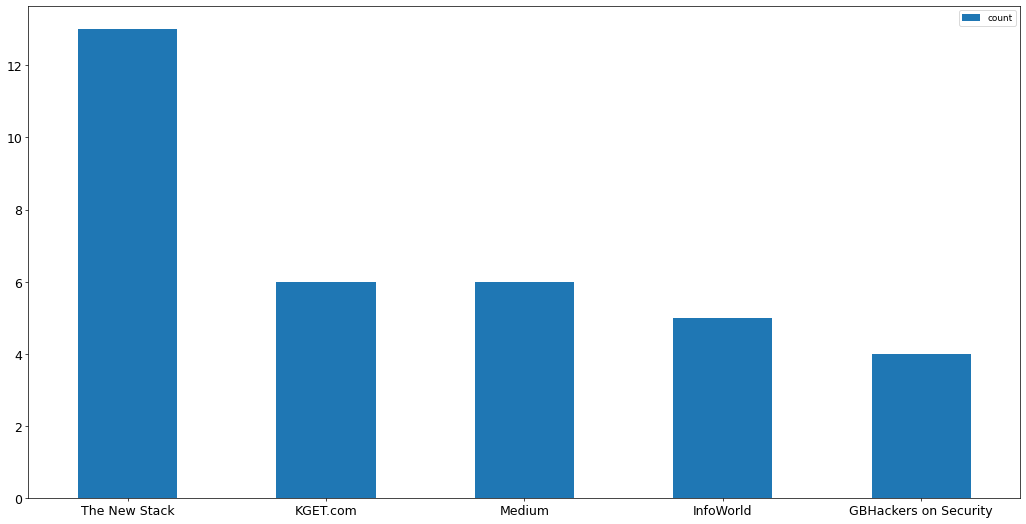 count
12
10
8
6
4
2
0
The New Stack
KGET.com
Medium
InfoWorld
GBHackers on Security